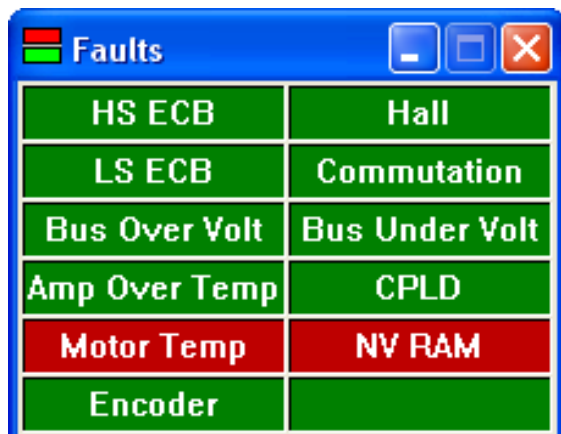 Faults
HS ECB Hall
LS ECB Commutation
Bus Over Volt Bus Under Volt
Amp Over Temp CPLD
Motor Temp NV RAM
Encoder